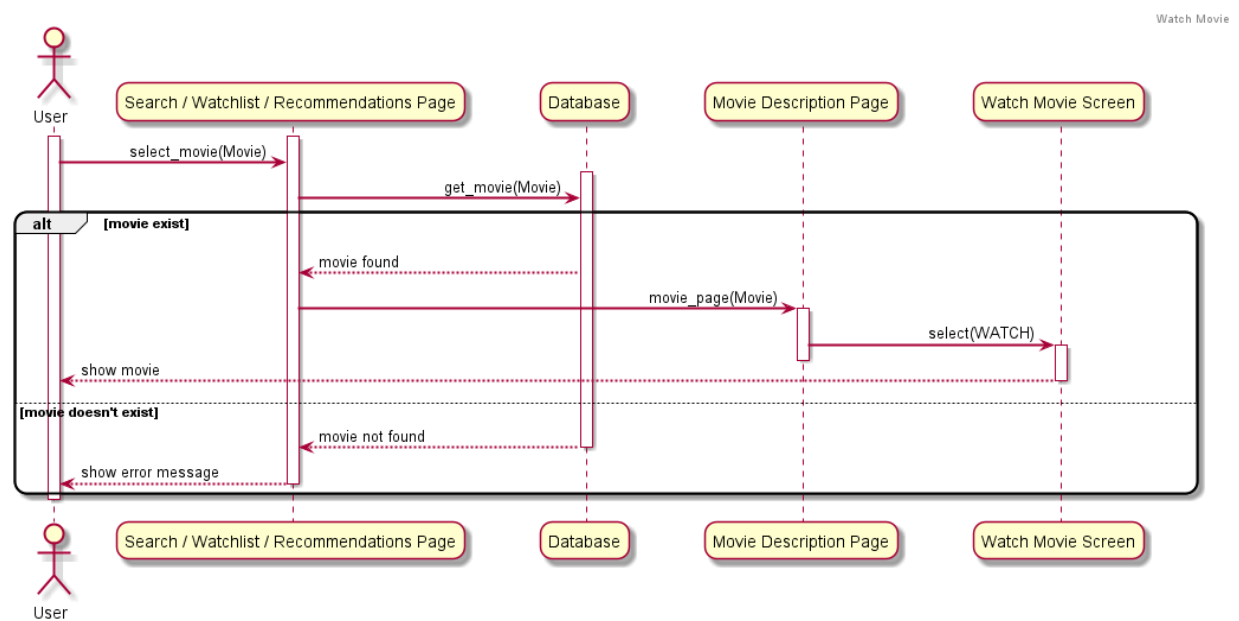 Watch Movie
User
Search / Watchlist / Recommendations Page
Database
Movie Description Page
Watch Movie Screen
select_movie(Movie)
get_movie(Movie)
alt
[movie exist]
movie found
movie_page(Movie)
select(WATCH)
show movie
[movie doesn't exist]
movie not found
show error message
Search / Watchlist / Recommendations Page
Database
Movie Description Page
Watch Movie Screen
User